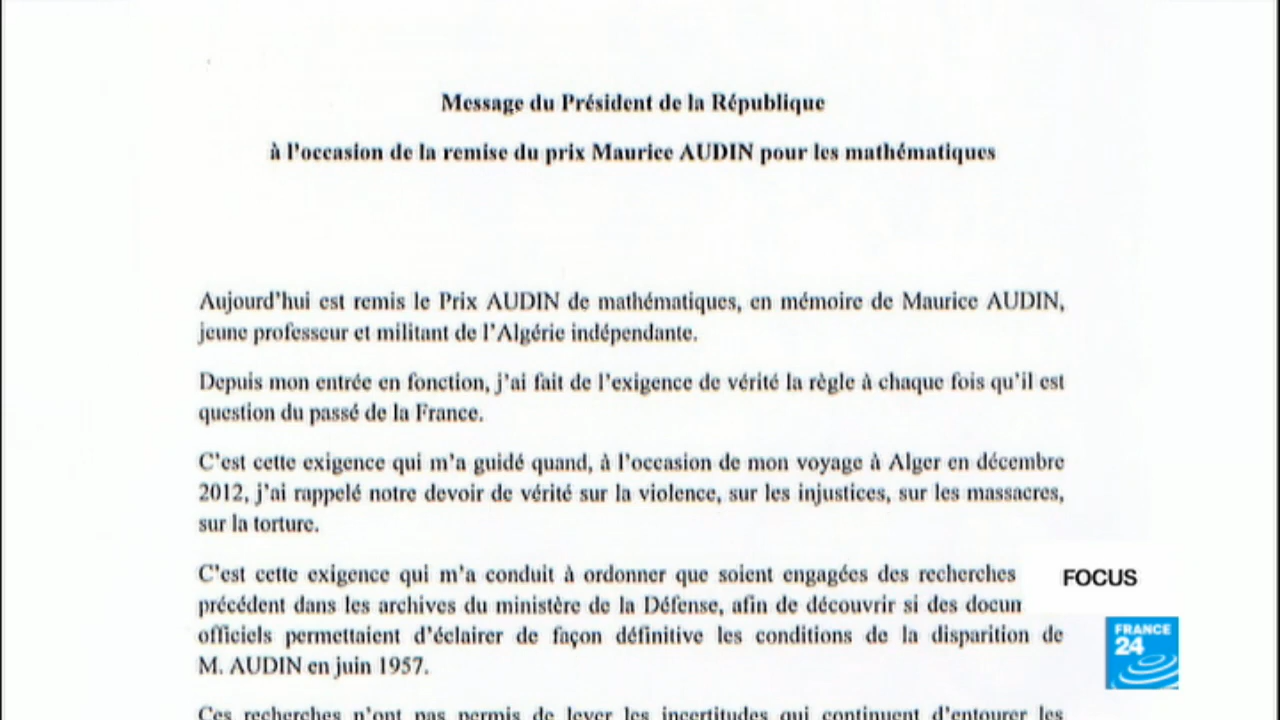 Message du Président de la République
à l'occasion de la remise du prix Maurice AUDIN pour les mathématiques
Aujourd'hui est remis le Prix AUDIN de mathématiques, en mémoire de Maurice AUDIN,
jeune professeur et militant de l'Algérie indépendante.
Depuis mon entrée en fonction, j'ai fait de l'exigence de vérité la règle à chaque fois qu'il est
question du passé de la France.
C'est cette exigence qui m'a guidé quand, à l'occasion de mon voyage à Alger en décembre
2012, j'ai rappelé notre devoir de vérité sur la violence, sur les injustices, sur les massacres,
sur la torture.
C'est cette exigence qui m'a conduit à ordonner que soient engagées des recherches
précédent dans les archives du ministère de la Défense, afin de découvrir si des docun
officiels permettaient d'éclairer de façon définitive les conditions de la disparition de
M. AUDIN en juin 1957.
Ces recherches n'ont pas permis de lever les incertitudes qui continuent d'entourer les
FOCUS
FRANCE
24